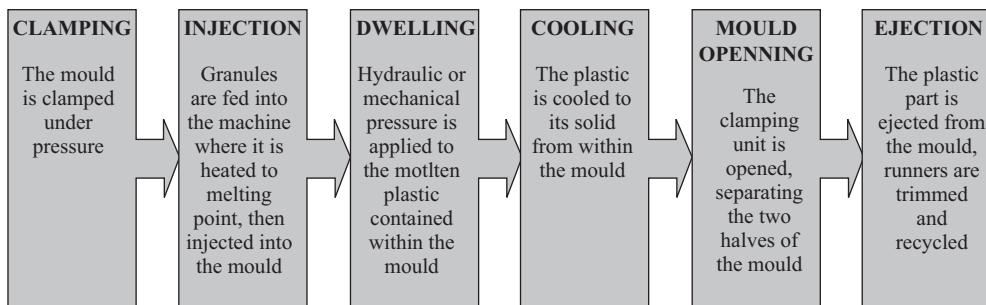 CLAMPING
The mould
is clamped
under
pressure
INJECTION
Granules
are fed into
the machine
where it is
heated to
melting
point, then
injected into
the mould
DWELLING
Hydraulic or
mechanical
pressure is
applied to
the motlten
plastic
contained
within the
mould
COOLING
The plastic
is cooled to
its solid
from within
the mould
MOULD
OPENNING
The
clamping
unit is
opened,
separating
the two
halves of
the mould
EJECTION
The plastic
part is
ejected from
the mould,
runners are
trimmed
and
recycled